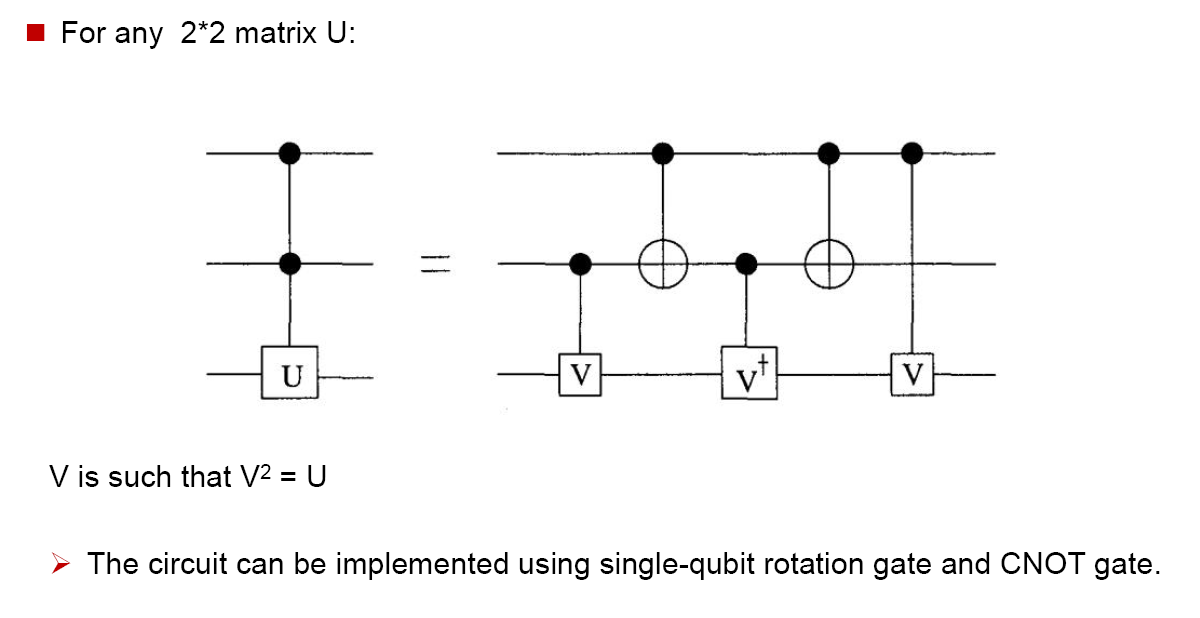 For any 2*2 matrix U:
=
U
V
V†
V
V is such that V² = U
The circuit can be implemented using single-qubit rotation gate and CNOT gate.